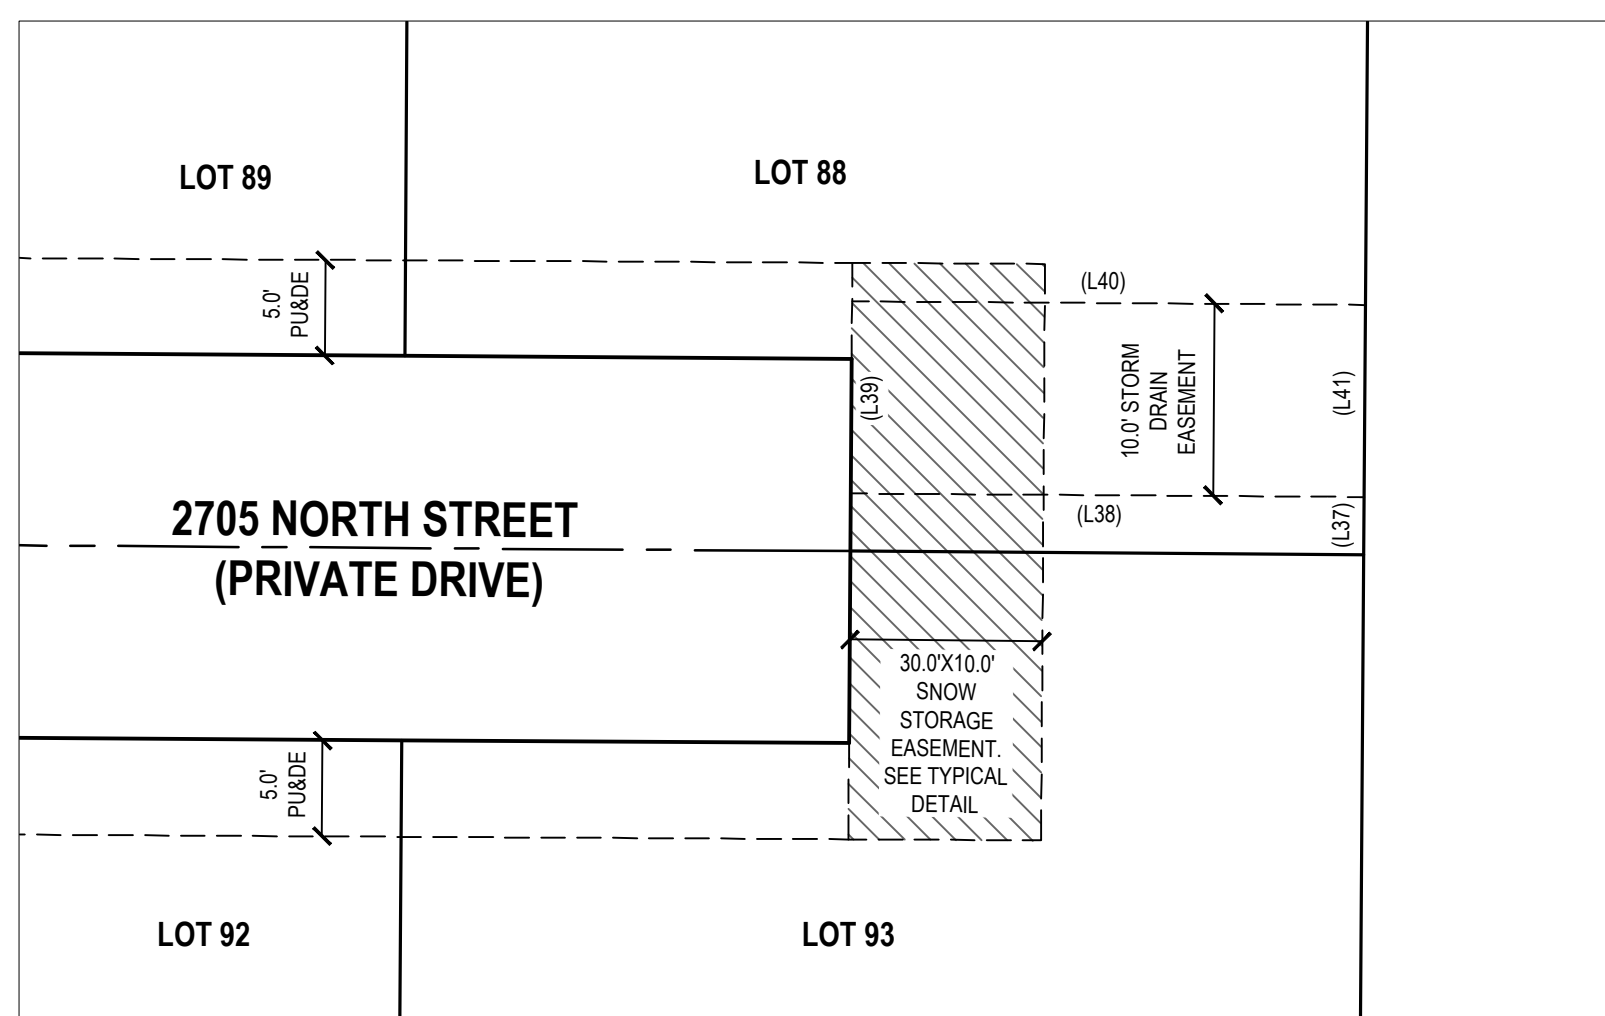 LOT 89
LOT 88
5.0'
PU&DE
(L40)
10.0' STORM
DRAIN
EASEMENT
(L39)
(L41)
2705 NORTH STREET
(PRIVATE DRIVE)
(L38)
(L37)
30.0'X10.0'
SNOW
STORAGE
EASEMENT.
SEE TYPICAL
DETAIL
5.0'
PU&DE
LOT 92
LOT 93